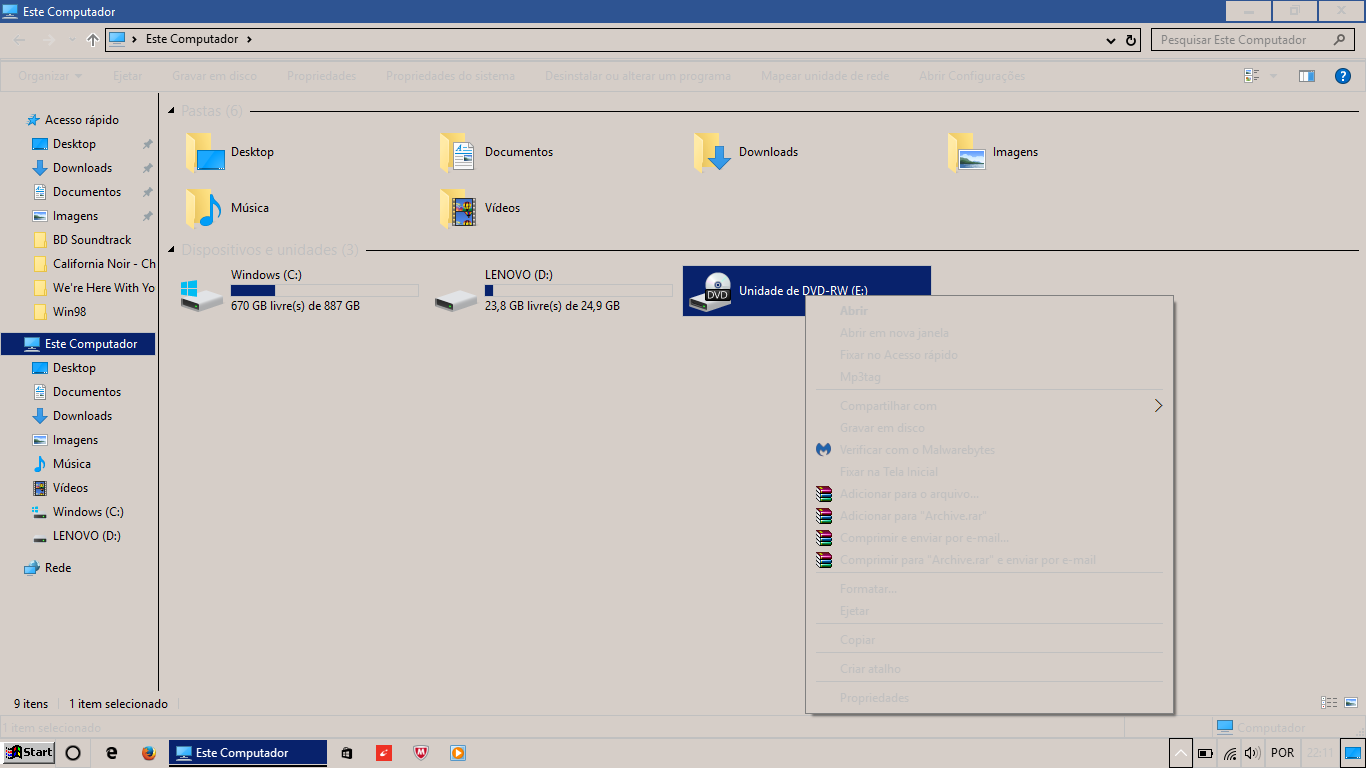 Este Computador
Este Computador
Pesquisar Este Computador
Organizar Ejetar Gravar em disco Propriedades Propriedades do sistema Desinstalar ou alterar um programa Mapear unidade de rede Abrir Configurações
Acesso rápido
Desktop
Downloads
Documentos
Imagens
BD Soundtrack
California Noir - Ch
We're Here With Yo
Win98
Este Computador
Desktop
Documentos
Downloads
Imagens
Música
Vídeos
Windows (C:)
LENOVO (D:)
Rede
Pastas (6)
Desktop
Documentos
Downloads
Imagens
Música
Vídeos
Dispositivos e unidades (3)
Windows (C:)
670 GB livre(s) de 887 GB
LENOVO (D:)
23,8 GB livre(s) de 24,9 GB
DVD
Unidade de DVD-RW (E:)
Abrir
Abrir em nova janela
Fixar no Acesso rápido
Mp3tag
Compartilhar com
Gravar em disco
Verificar com o Malwarebytes
Fixar na Tela Inicial
Adicionar para o arquivo...
Adicionar para "Archive.rar"
Comprimir e enviar por e-mail...
Comprimir para "Archive.rar" e enviar por e-mail
Formatar...
Ejetar
Copiar
Criar atalho
Propriedades
9 itens 1 item selecionado
1 item selecionado
Computador
Start
Este Computador
POR
22:11